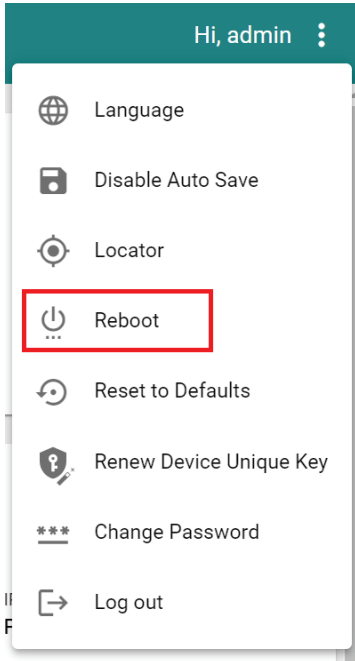 Hi, admin
Language
Disable Auto Save
Locator
Reboot
Reset to Defaults
Renew Device Unique Key
Change Password
Log out